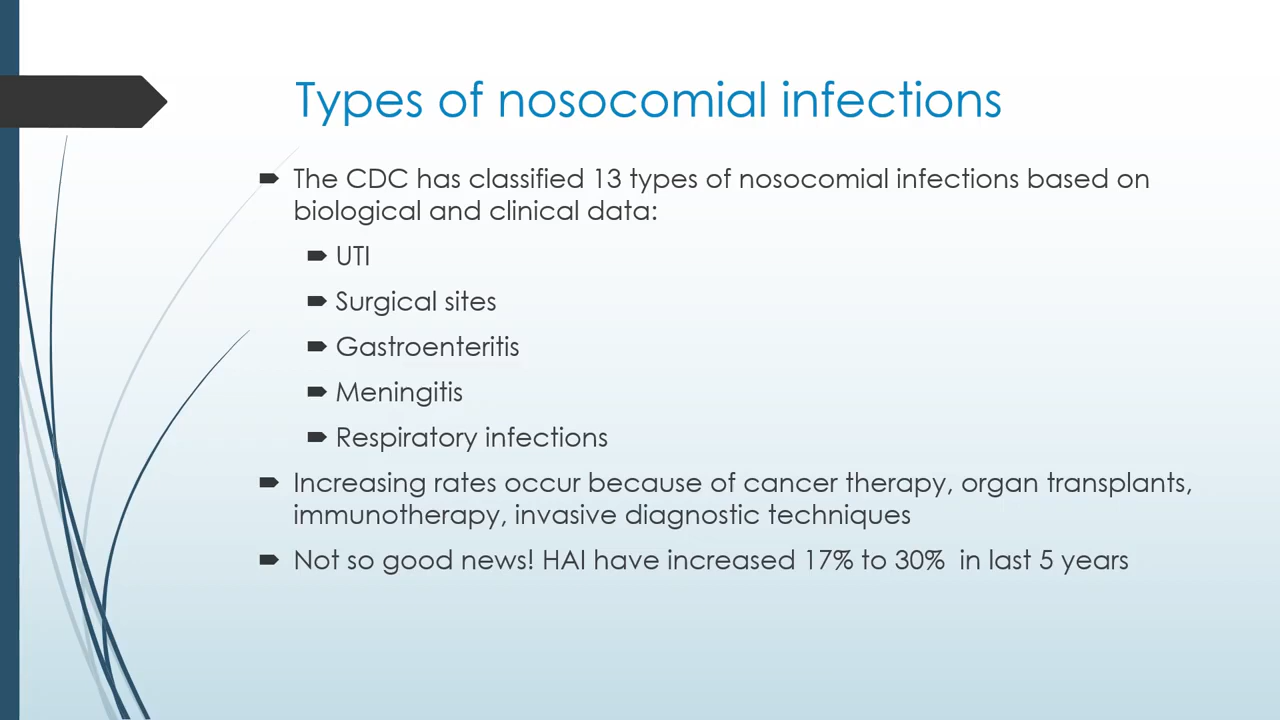 Types of nosocomial infections
The CDC has classified 13 types of nosocomial infections based on
biological and clinical data:
UTI
Surgical sites
Gastroenteritis
Meningitis
Respiratory infections
Increasing rates occur because of cancer therapy, organ transplants,
immunotherapy, invasive diagnostic techniques
Not so good news! HAI have increased 17% to 30%  in last 5 years